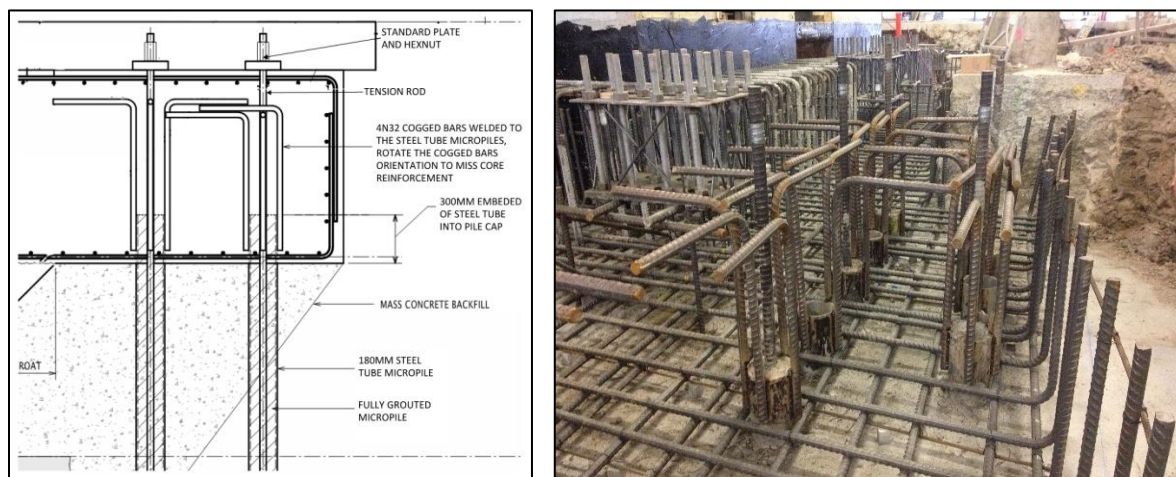 STANDARD PLATE
AND HEXNUT
TENSION ROD
4N32 COGGED BARS WELDED TO
THE STEEL TUBE MICROPILES,
ROTATE THE COGGED BARS
ORIENTATION TO MISS CORE
REINFORCEMENT
300MM EMBEDED
OF STEEL TUBE
INTO PILE CAP
MASS CONCRETE BACKFILL
ROAT
180MM STEEL
TUBE MICROPILE
FULLY GROUTED
MICROPILE